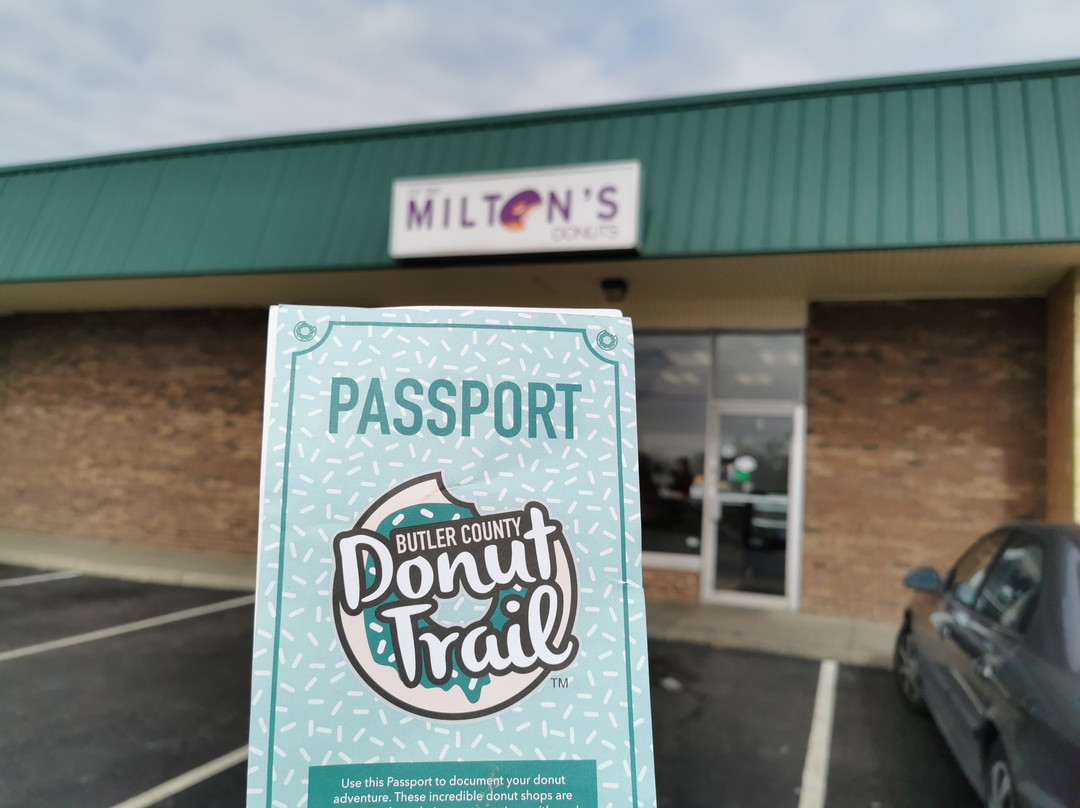 MILTON'S
DONUTS
PASSPORT
BUTLER COUNTY
Donut
Trail
TM
Use this Passport to document your donut
adventure. These incredible donut shops are